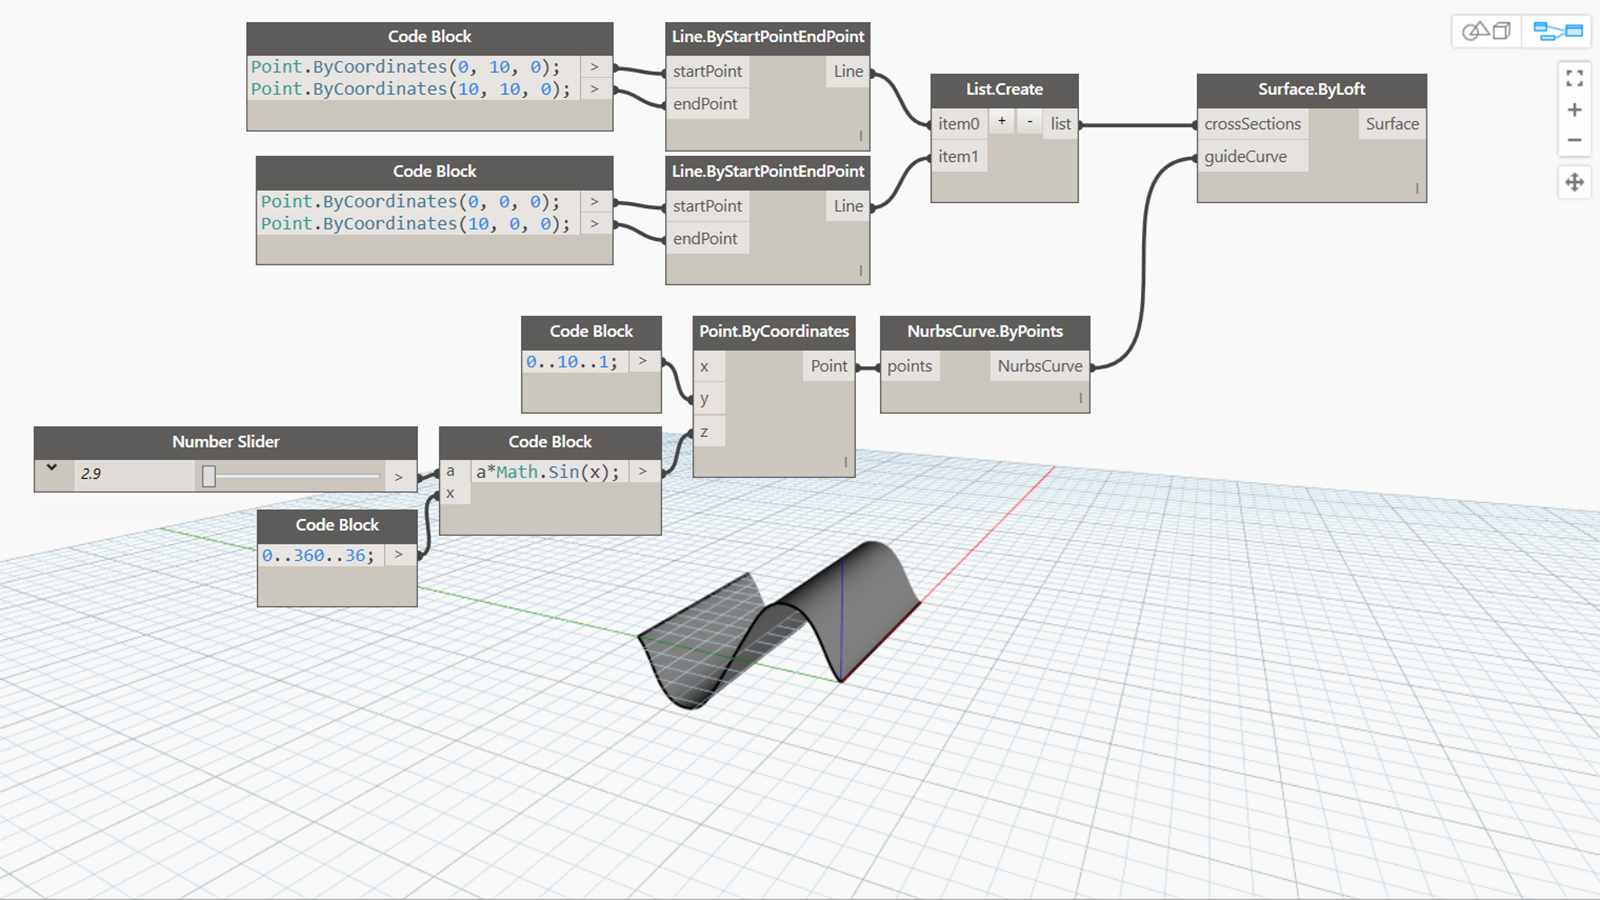 Code Block
Point.ByCoordinates(0, 10, 0); >
Point.ByCoordinates(10, 10, 0); >
Line.ByStartPointEndPoint
startPoint Line
endPoint
List.Create
item0 + - list
item1
Surface.ByLoft
crossSections Surface
guideCurve
Code Block
Point.ByCoordinates(0, 0, 0); >
Point.ByCoordinates(10, 0, 0); >
Line.ByStartPointEndPoint
startPoint Line
endPoint
Code Block
0..10..1; >
Point.ByCoordinates
x Point
y
z
NurbsCurve.ByPoints
points NurbsCurve
Number Slider
2.9 >
Code Block
a a*Math.Sin(x); >
x
Code Block
0..360..36; >